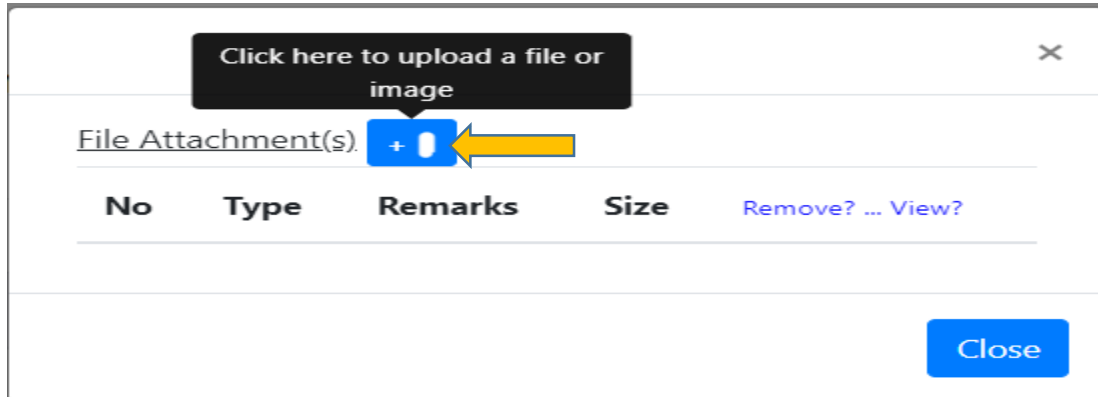 Click here to upload a file or
image
×
File Attachment(s) +
No Type Remarks Size Remove? ... View?
Close